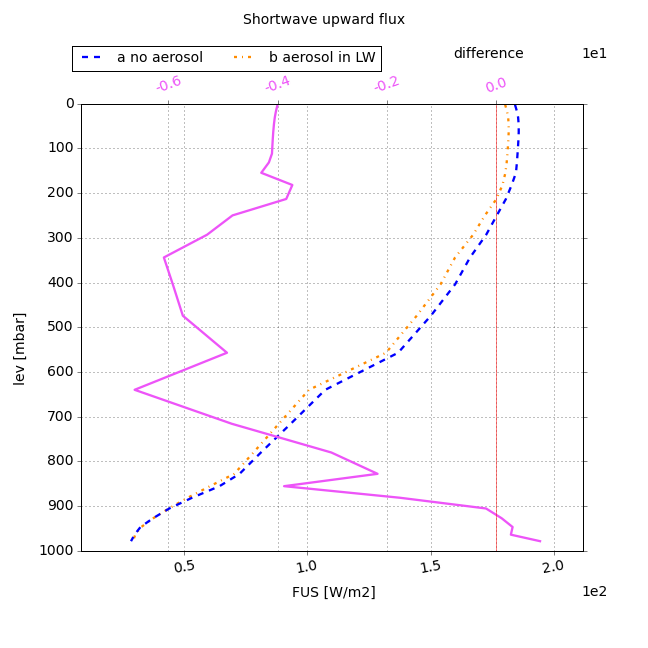 Shortwave upward flux
a no aerosol b aerosol in LW difference 1e1
-0.6 -0.4 -0.2 0.0
0
100
200
300
400
500
600
700
800
900
1000
lev [mbar]
0.5 1.0 1.5 2.0
FUS [W/m2] 1e2